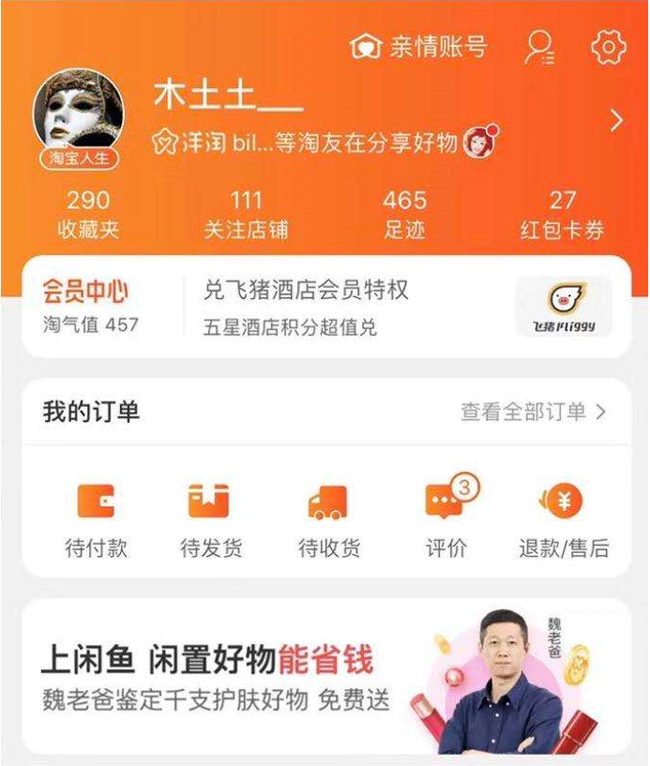 亲情账号
木土土___
淘宝人生
洋淘 bil...等淘友在分享好物
290 111 465 27
收藏夹 关注店铺 足迹 红包卡券
会员中心 兑飞猪酒店会员特权
淘气值 457 五星酒店积分超值兑
飞猪 Fliggy
我的订单 查看全部订单
3
待付款 待发货 待收货 评价 退款/售后
魏老爸
上闲鱼 闲置好物能省钱
魏老爸鉴定千支护肤好物 免费送